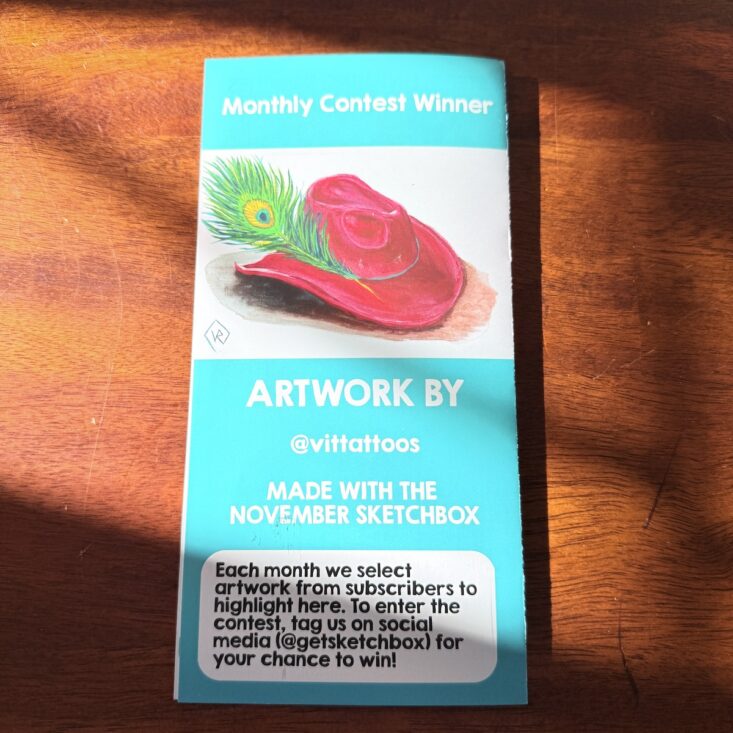 Monthly Contest Winner
ARTWORK BY
@vittattoos
MADE WITH THE
NOVEMBER SKETCHBOX
Each month we select
artwork from subscribers to
highlight here. To enter the
contest, tag us on social
media (@getsketchbox) for
your chance to win!